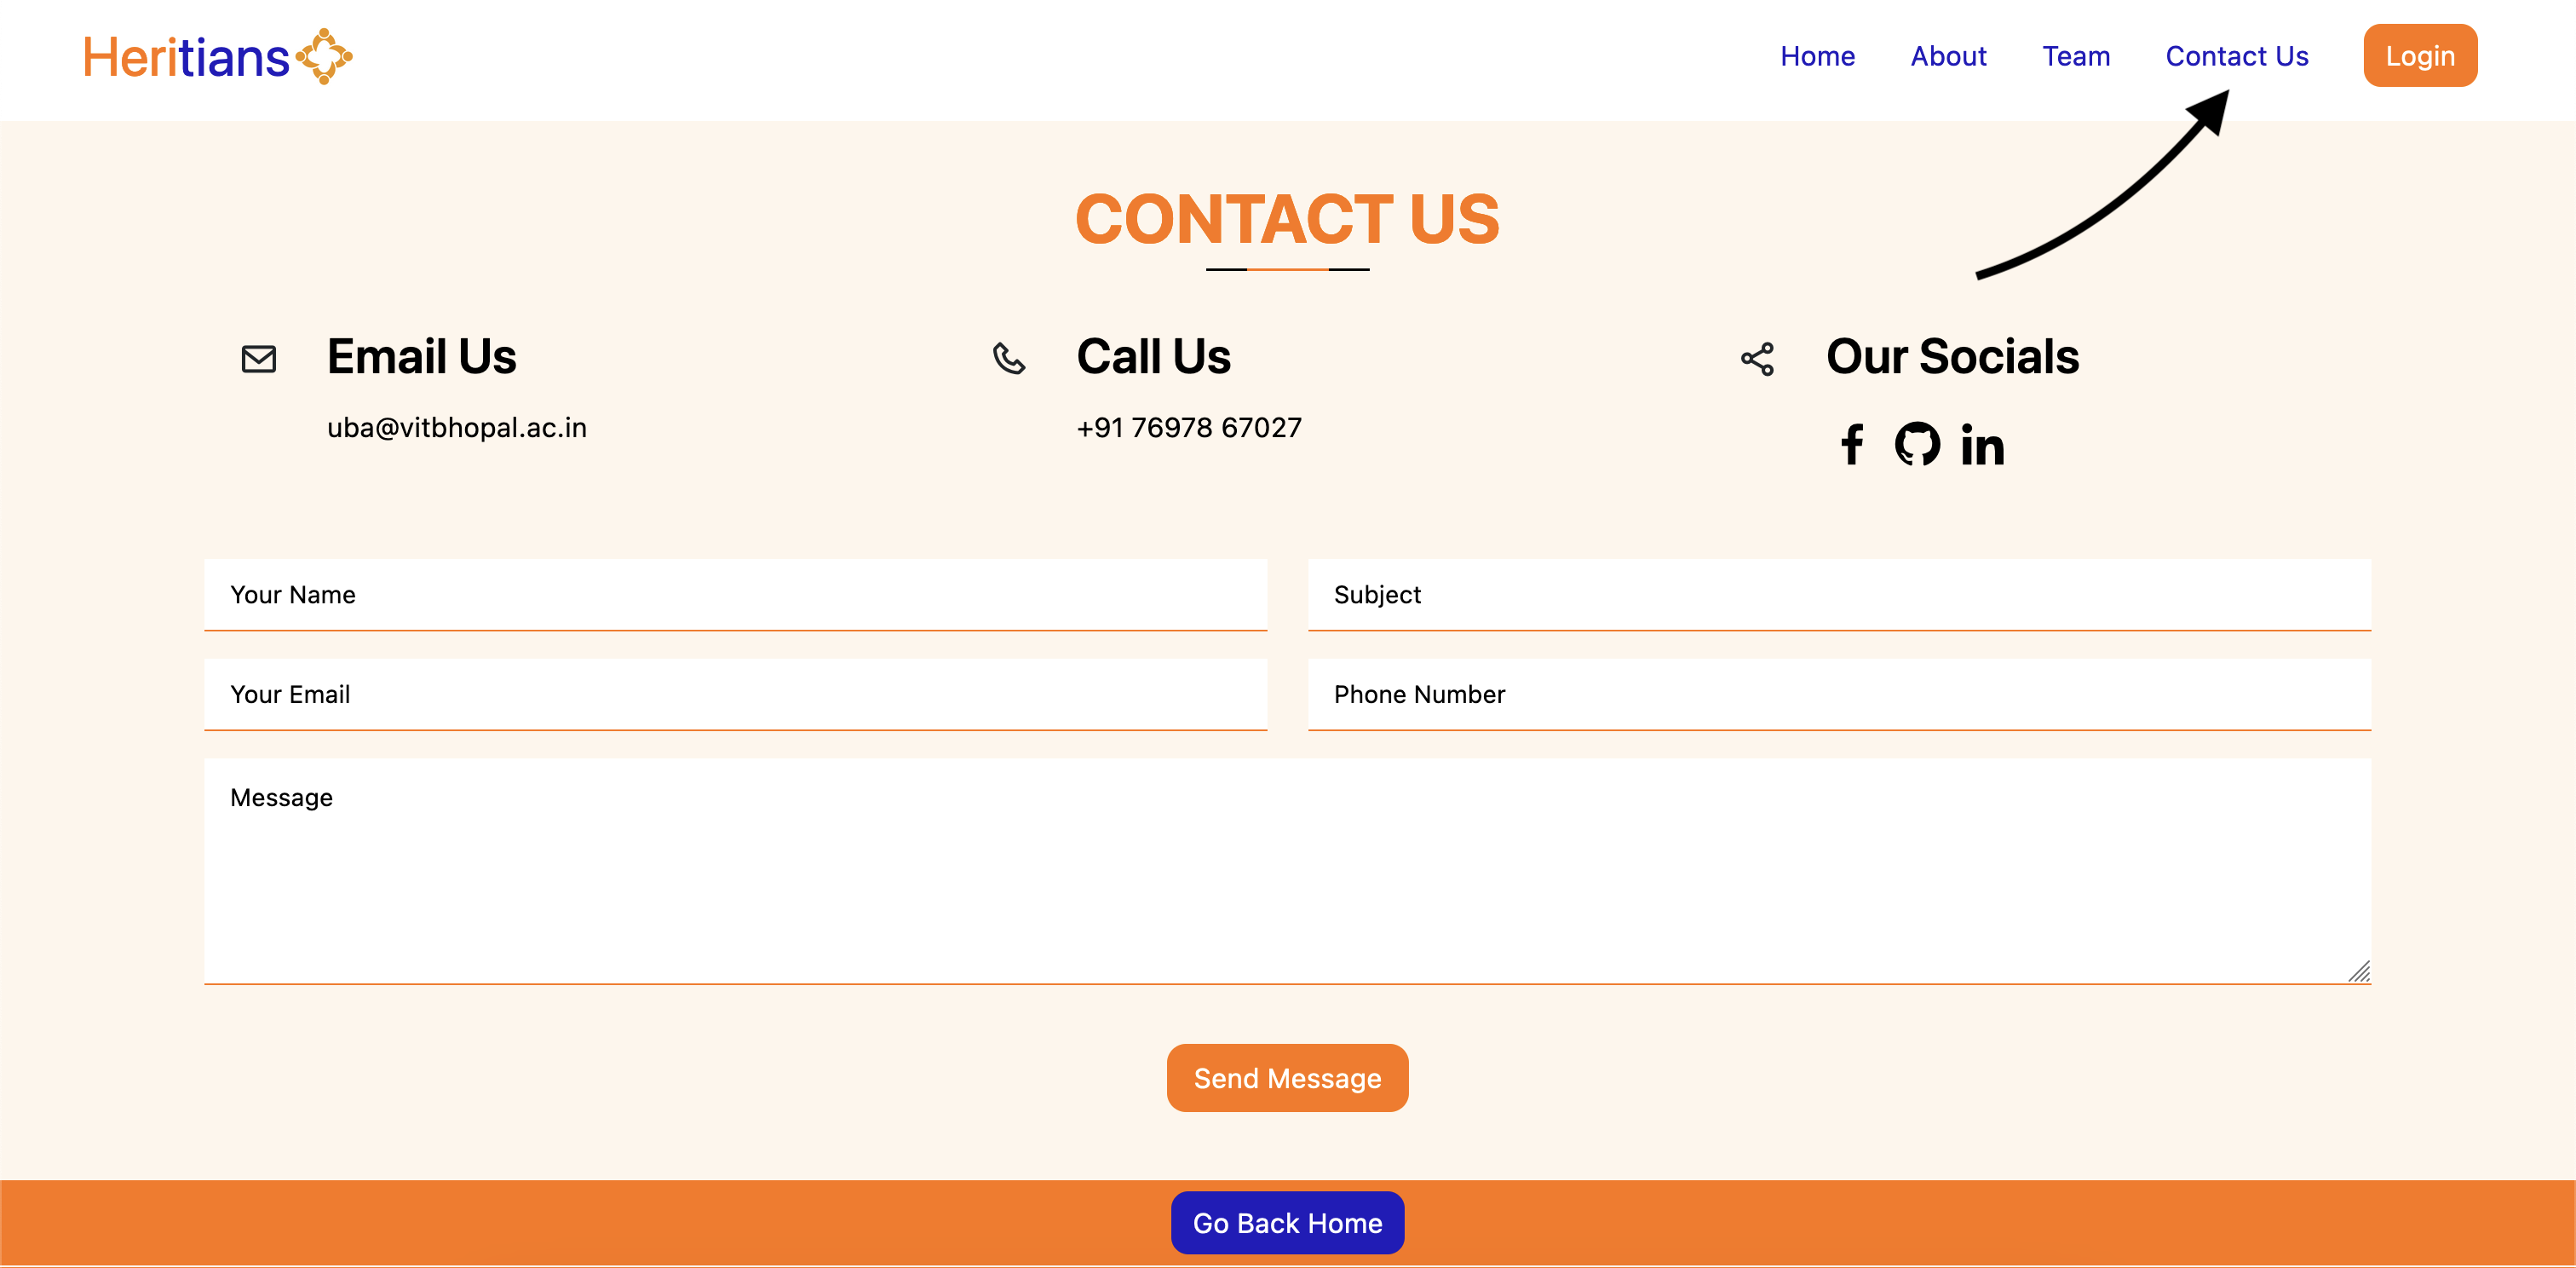 Heritians
Home About Team Contact Us Login
CONTACT US
Email Us
uba@vitbhopal.ac.in
Call Us
+91 76978 67027
Our Socials
Your Name
Subject
Your Email
Phone Number
Message
Send Message
Go Back Home